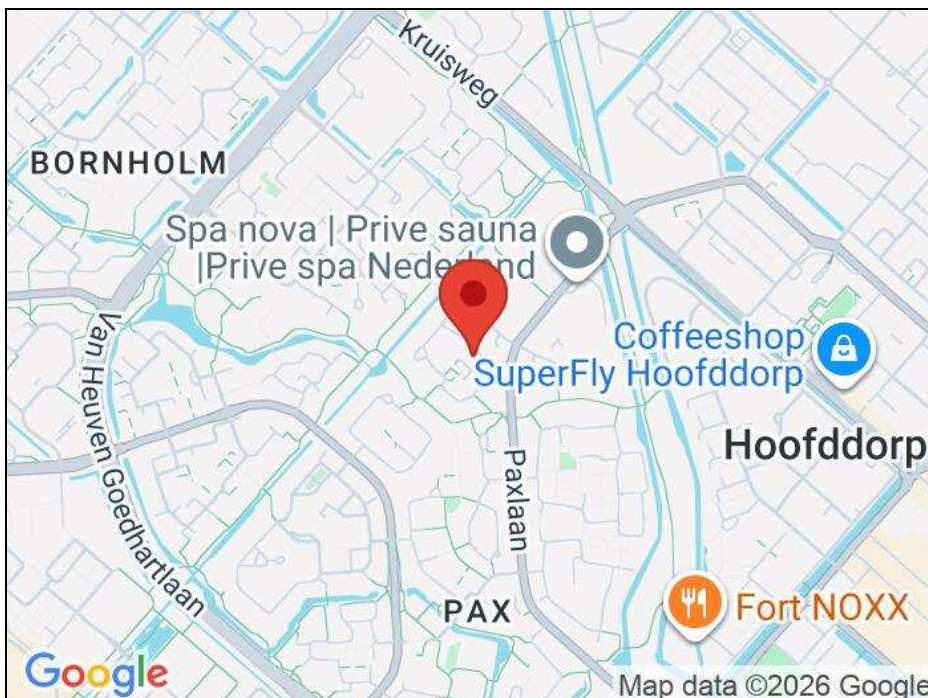 Kruisweg
BORNHOLM
Spa nova | Prive sauna
|Prive spa Nederland
Van Heuven Goedhartlaan
Coffeeshop
SuperFly Hoofddorp
Hoofddorp
Paxlaan
PAX
Fort NOXX
Google
Map data ©2026 Google